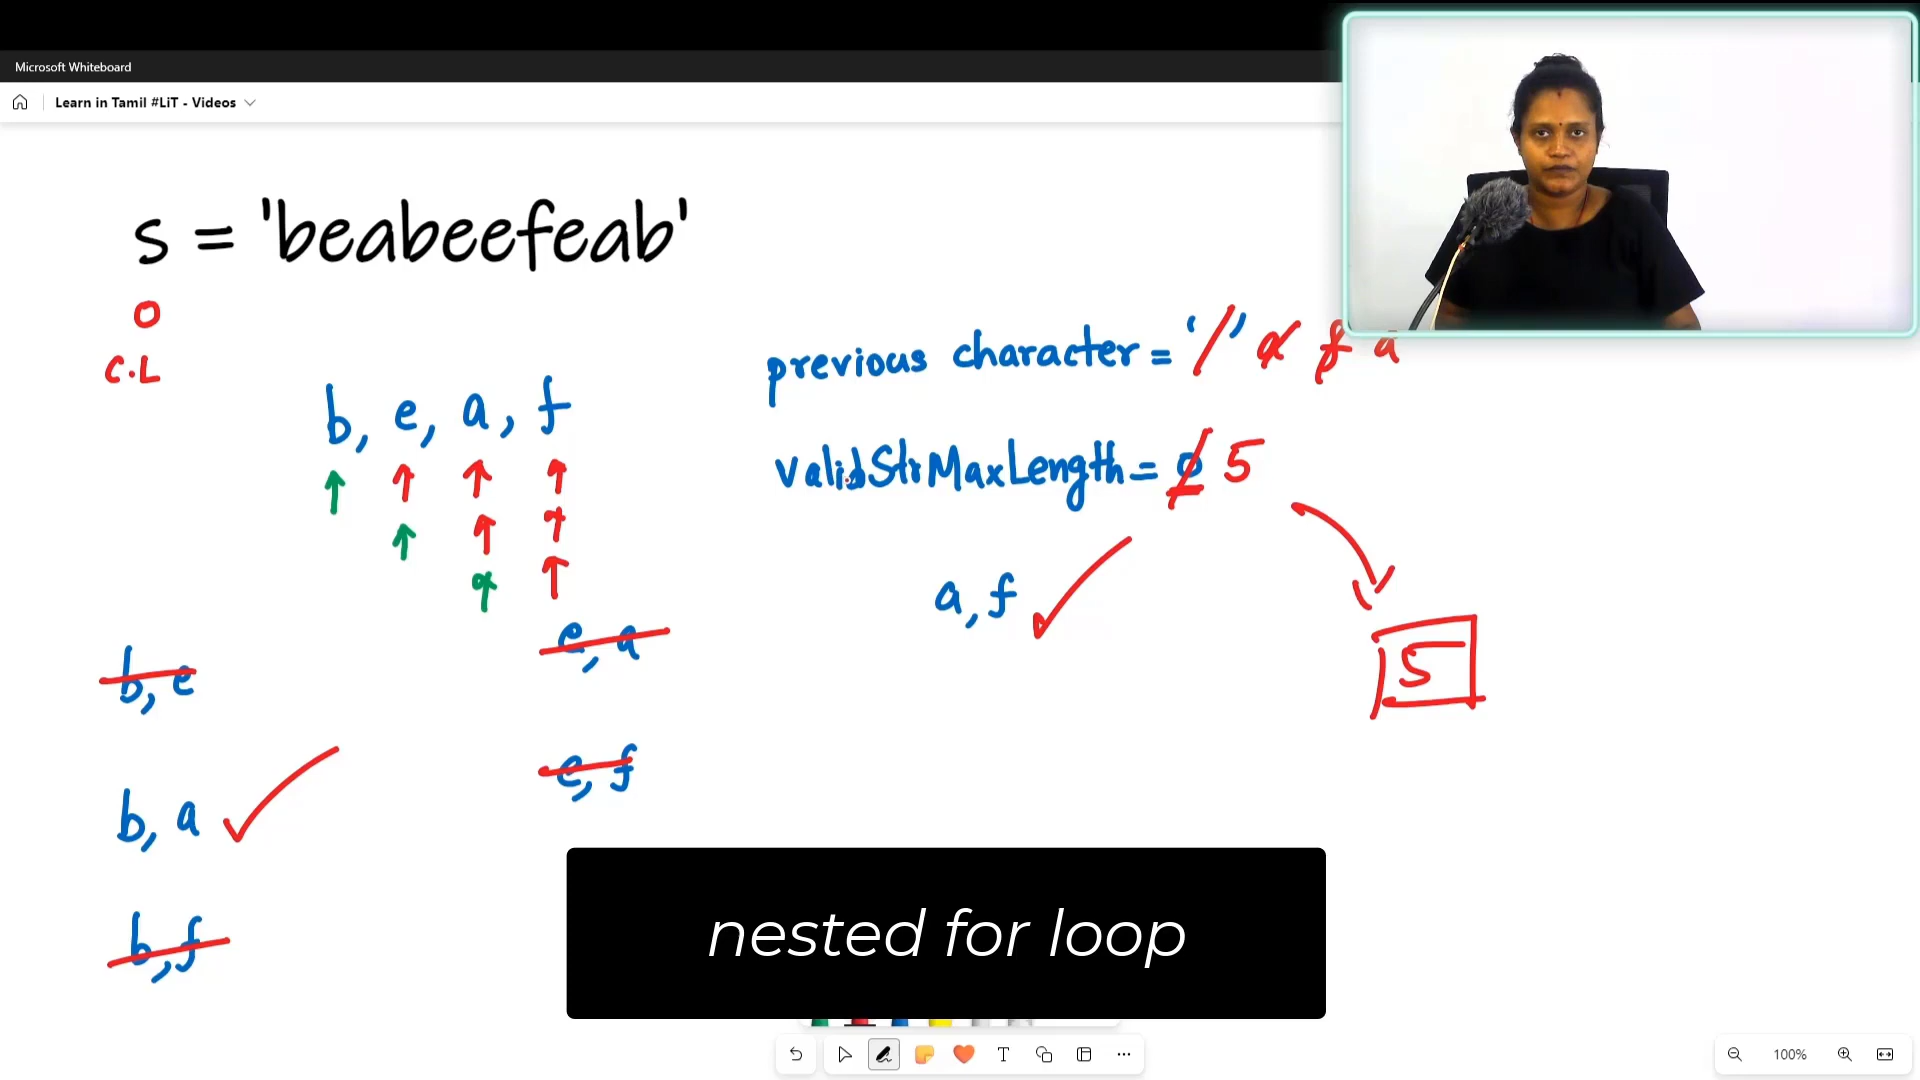 Microsoft Whiteboard
Learn in Tamil #LiT - Videos
s = 'beabeefeab'
0
C.L
previous character = ' ' a f a
b, e, a, f
validStrMaxLength = 0 5
a, f
e, a
5
b, e
e, f
b, a
b, f
nested for loop
T
100%